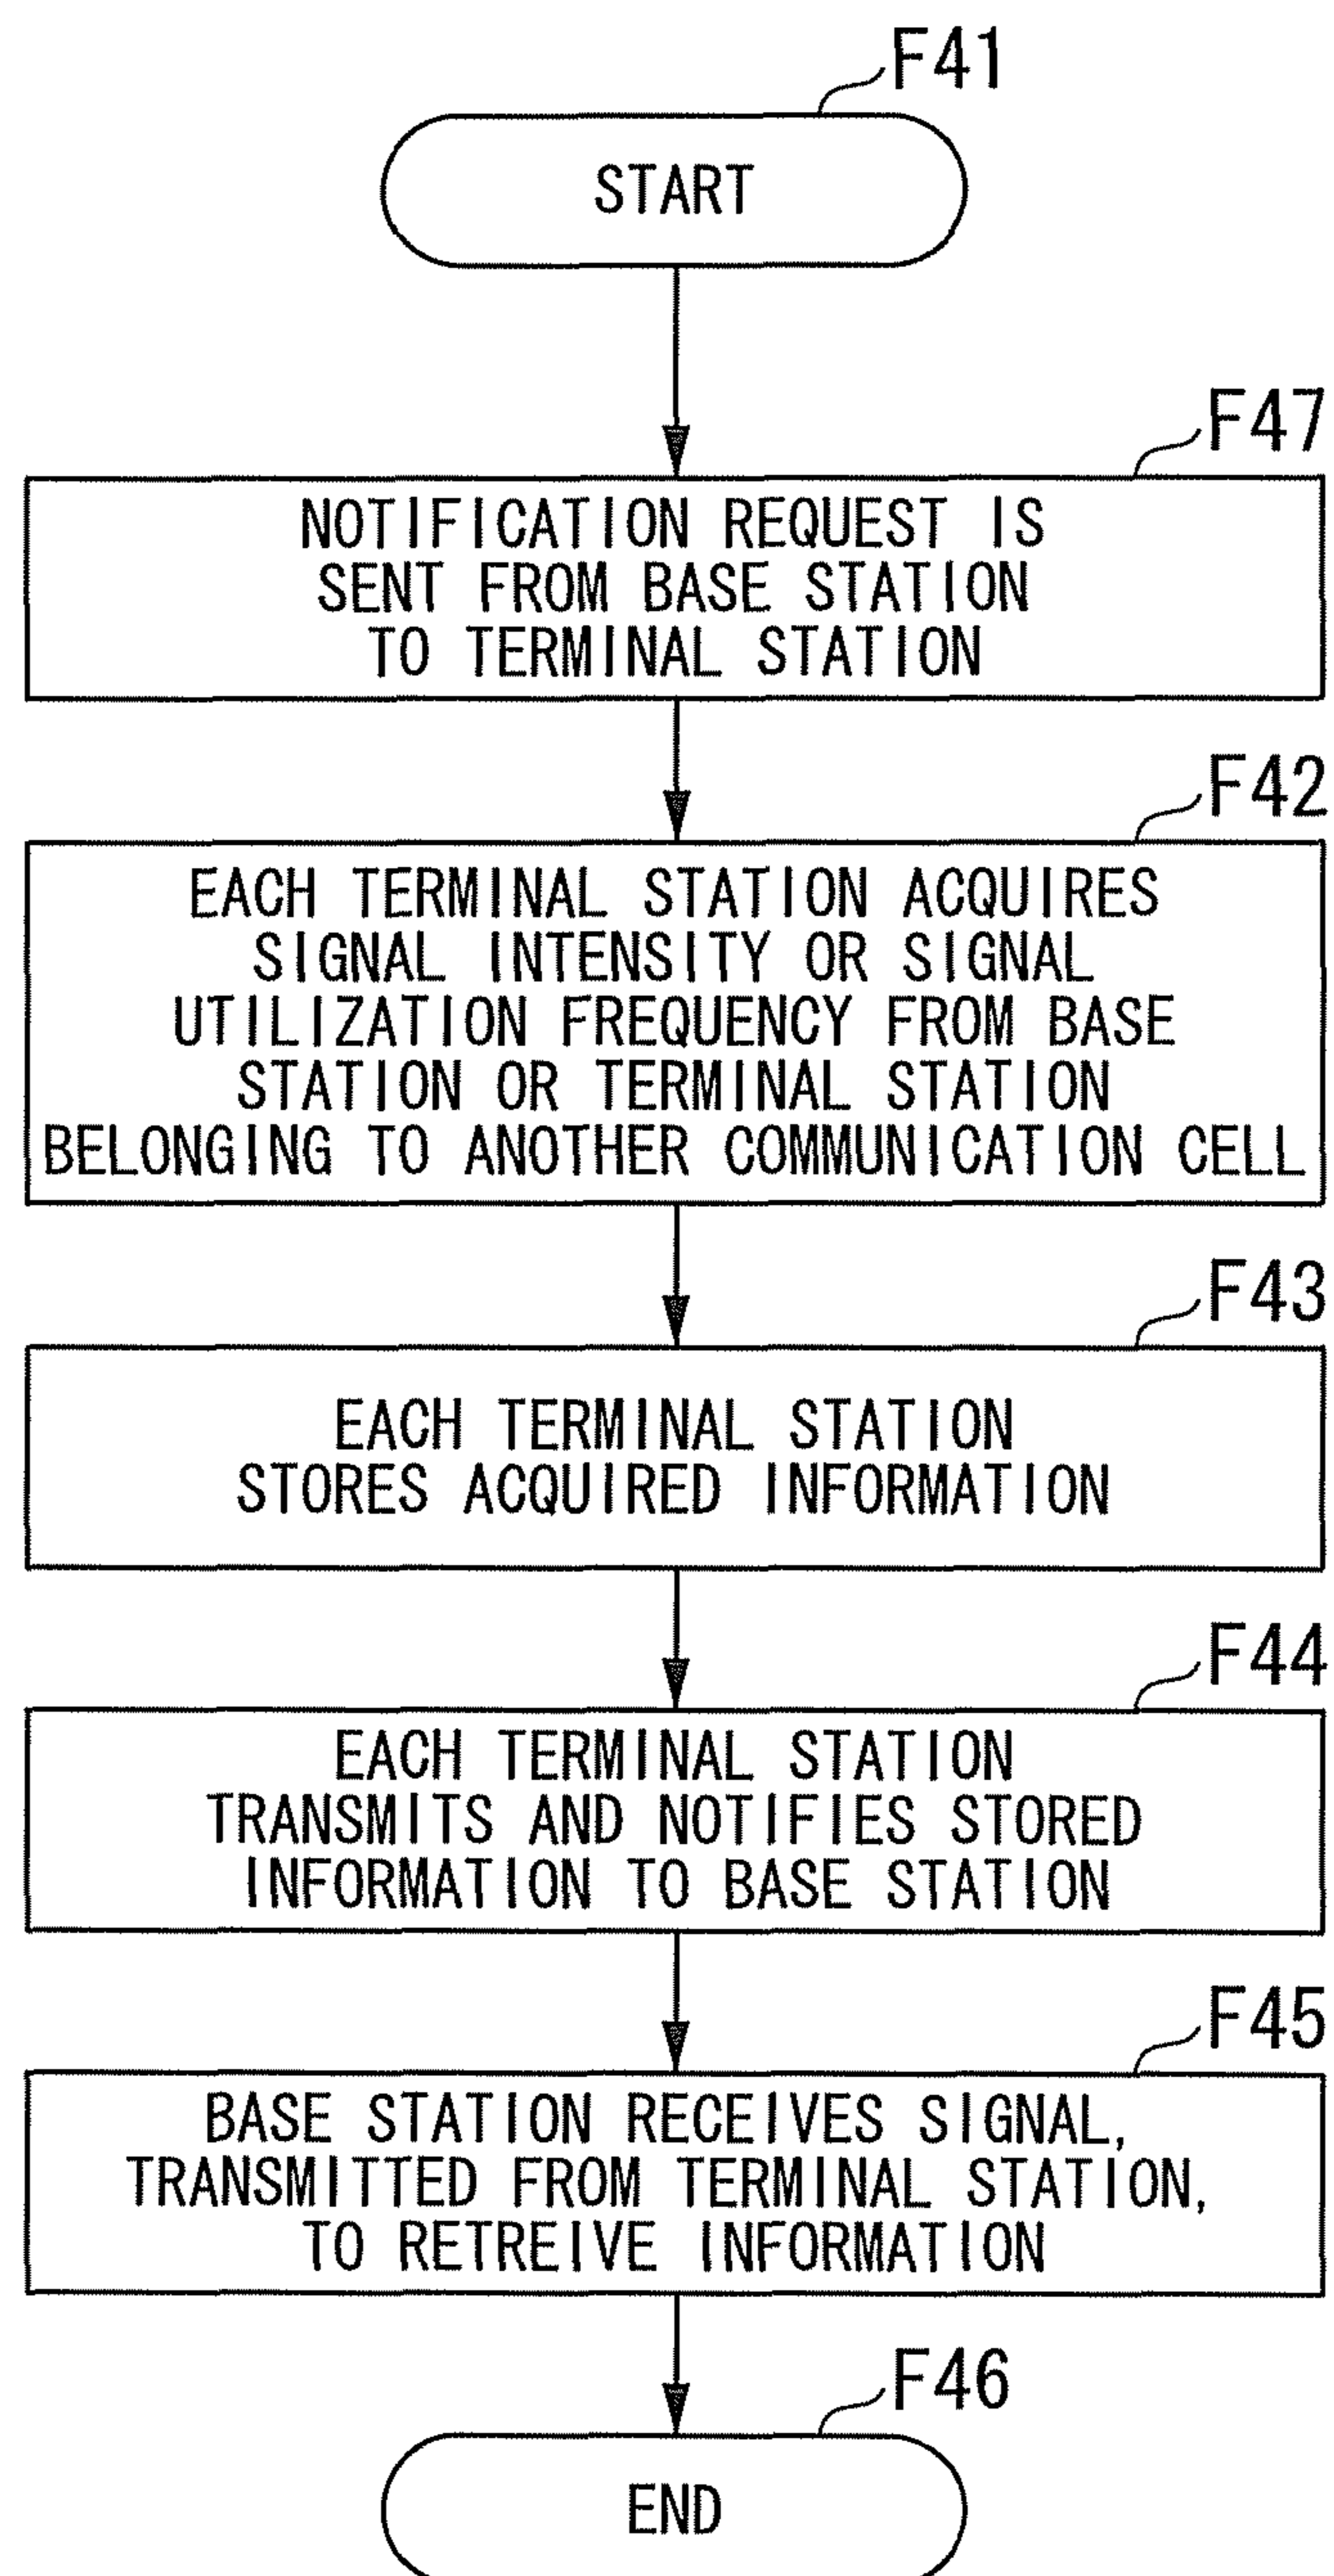 F41
START
F47
NOTIFICATION REQUEST IS
SENT FROM BASE STATION
TO TERMINAL STATION
F42
EACH TERMINAL STATION ACQUIRES
SIGNAL INTENSITY OR SIGNAL
UTILIZATION FREQUENCY FROM BASE
STATION OR TERMINAL STATION
BELONGING TO ANOTHER COMMUNICATION CELL
F43
EACH TERMINAL STATION
STORES ACQUIRED INFORMATION
F44
EACH TERMINAL STATION
TRANSMITS AND NOTIFIES STORED
INFORMATION TO BASE STATION
F45
BASE STATION RECEIVES SIGNAL,
TRANSMITTED FROM TERMINAL STATION,
TO RETREIVE INFORMATION
F46
END